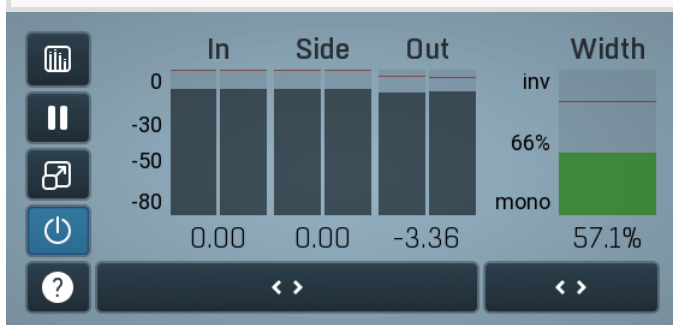 In Side Out Width
0 inv
-30
66%
-50
-80 mono
0.00 0.00 -3.36 57.1%
?
< > < >